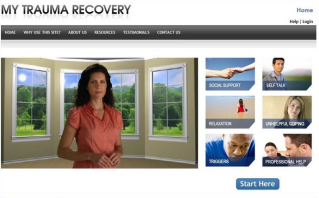 MY TRAUMA RECOVERY
Home
Help | Login
HOME WHY USE THIS SITE? ABOUT US RESOURCES TESTIMONIALS CONTACT US
SOCIAL SUPPORT SELF TALK
RELAXATION UNHELPFUL COPING
TRIGGERS PROFESSIONAL HELP
Start Here